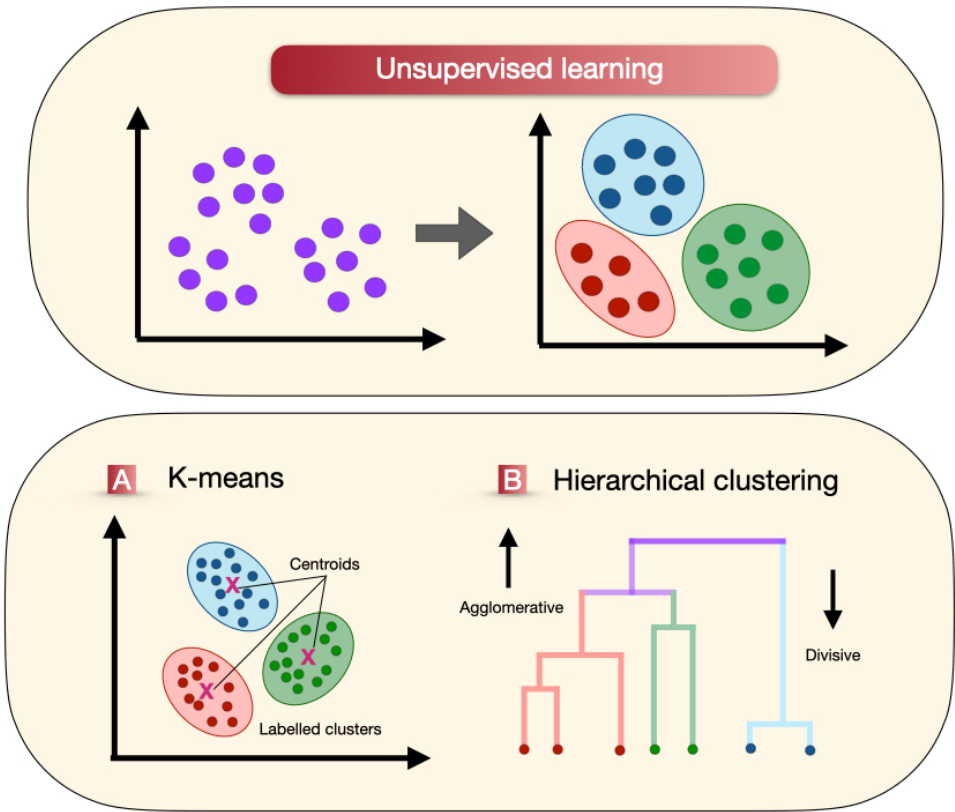 Unsupervised learning
A K-means
Centroids
X
X
X
Labelled clusters
B Hierarchical clustering
Agglomerative
Divisive